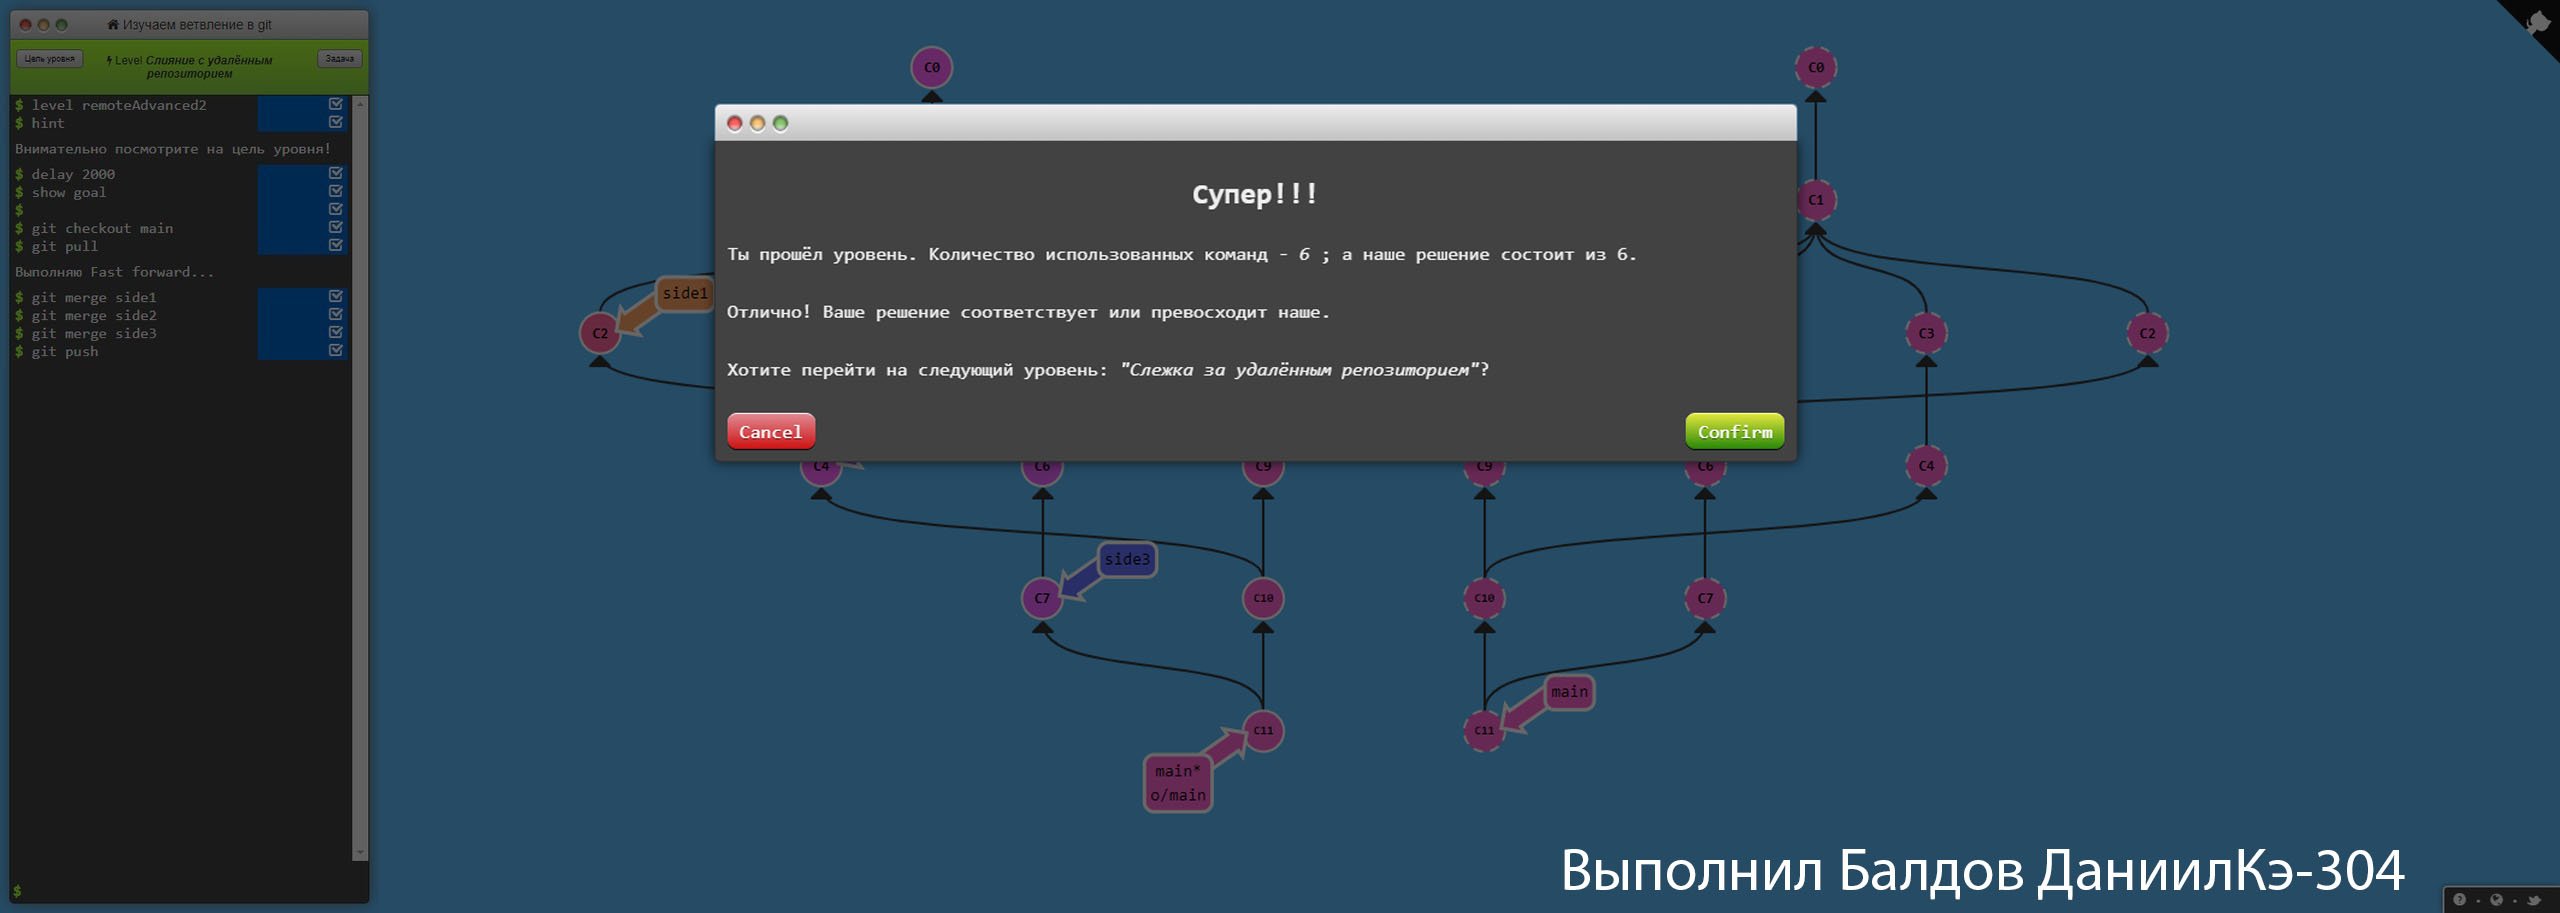 Изучаем ветвление в git
Цель уровня
Level Слияние с удалённым
репозиторием
Задача
$ level remoteAdvanced2
$ hint
Внимательно посмотрите на цель уровня!
$ delay 2000
$ show goal
$
$ git checkout main
$ git pull
Выполняю Fast forward...
$ git merge side1
$ git merge side2
$ git merge side3
$ git push
$
Супер!!!
Ты прошёл уровень. Количество использованных команд - 6 ; а наше решение состоит из 6.
Отлично! Ваше решение соответствует или превосходит наше.
Хотите перейти на следующий уровень: "Слежка за удалённым репозиторием"?
Cancel
Confirm
C0
C0
C1
side1
C2
C3
C2
C4
C6
C9
C9
C6
C4
side3
C7
C10
C10
C7
main
C11
C11
main*
o/main
Выполнил Балдов ДаниилКэ-304